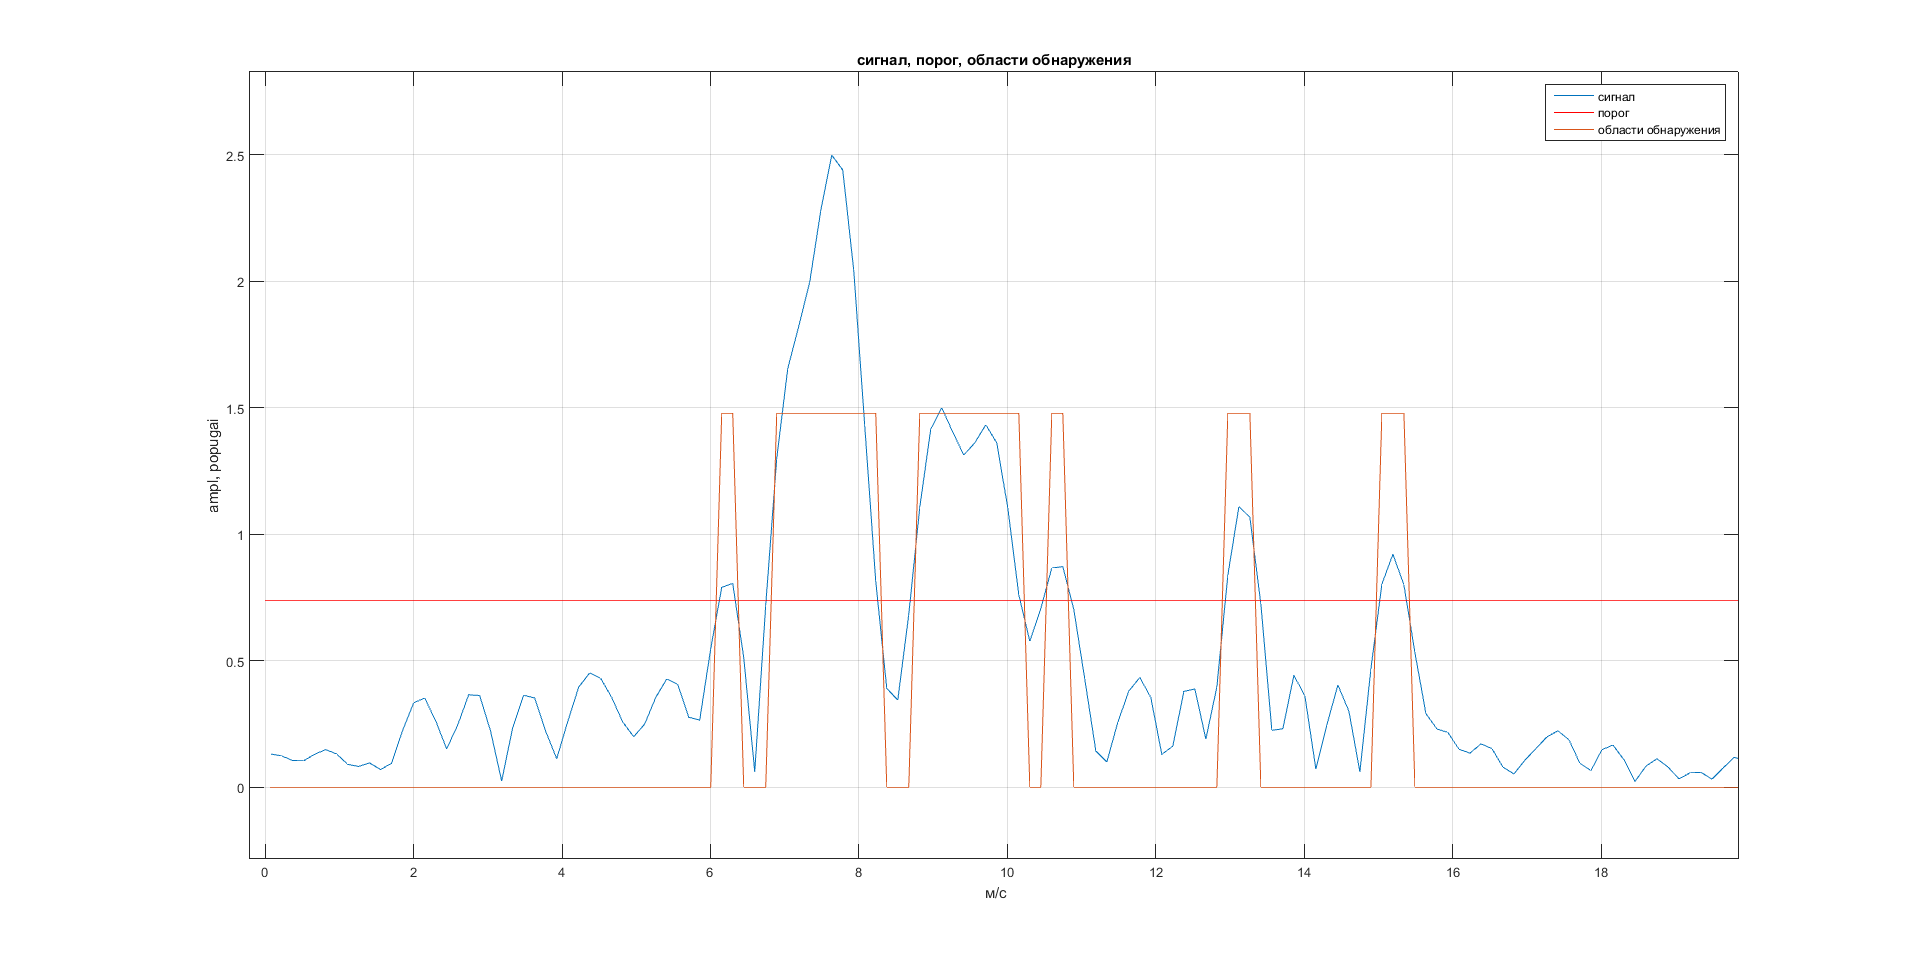 сигнал, порог, области обнаружения
сигнал
порог
области обнаружения
2.5
2
1.5
1
0.5
0
ampl, popugai
0 2 4 6 8 10 12 14 16 18
м/с